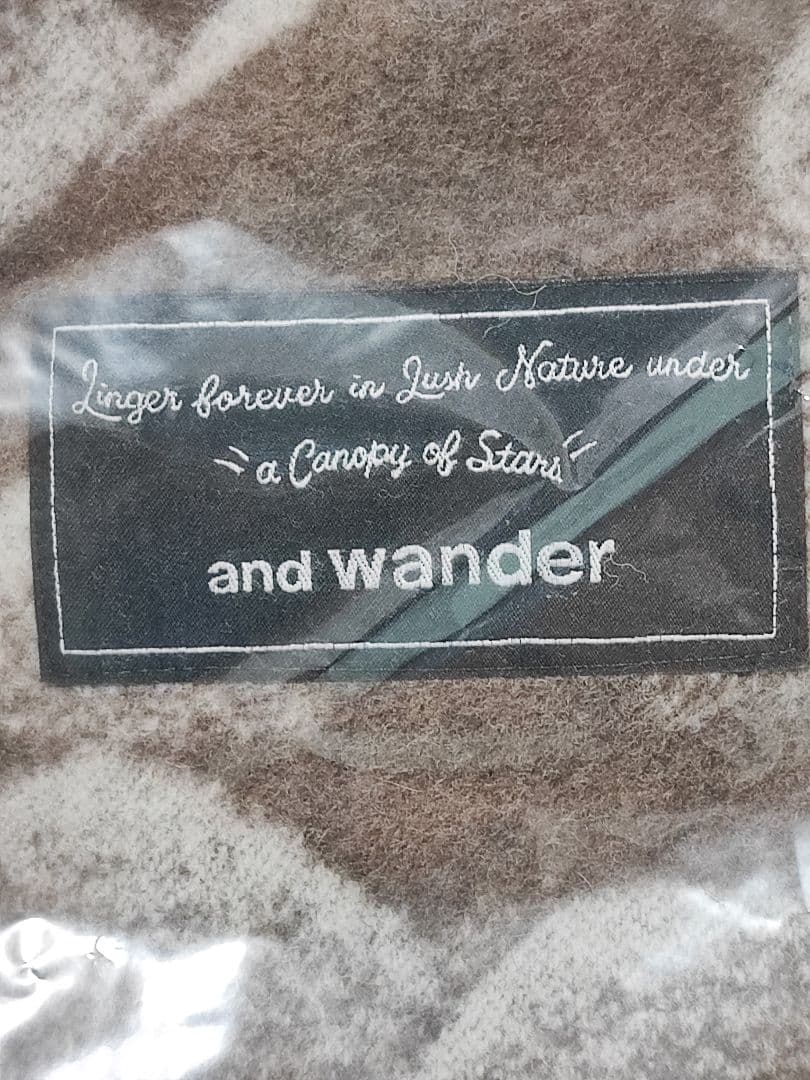 Linger forever in Lush Nature under
a Canopy of Stars
and wander